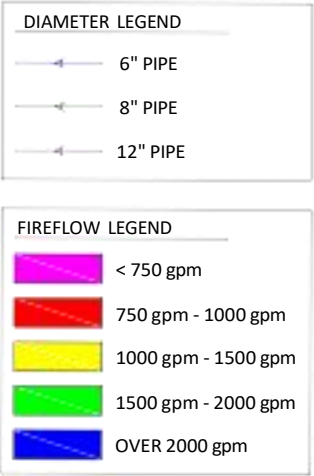 DIAMETER LEGEND
6" PIPE
8" PIPE
12" PIPE
FIREFLOW LEGEND
< 750 gpm
750 gpm - 1000 gpm
1000 gpm - 1500 gpm
1500 gpm - 2000 gpm
OVER 2000 gpm